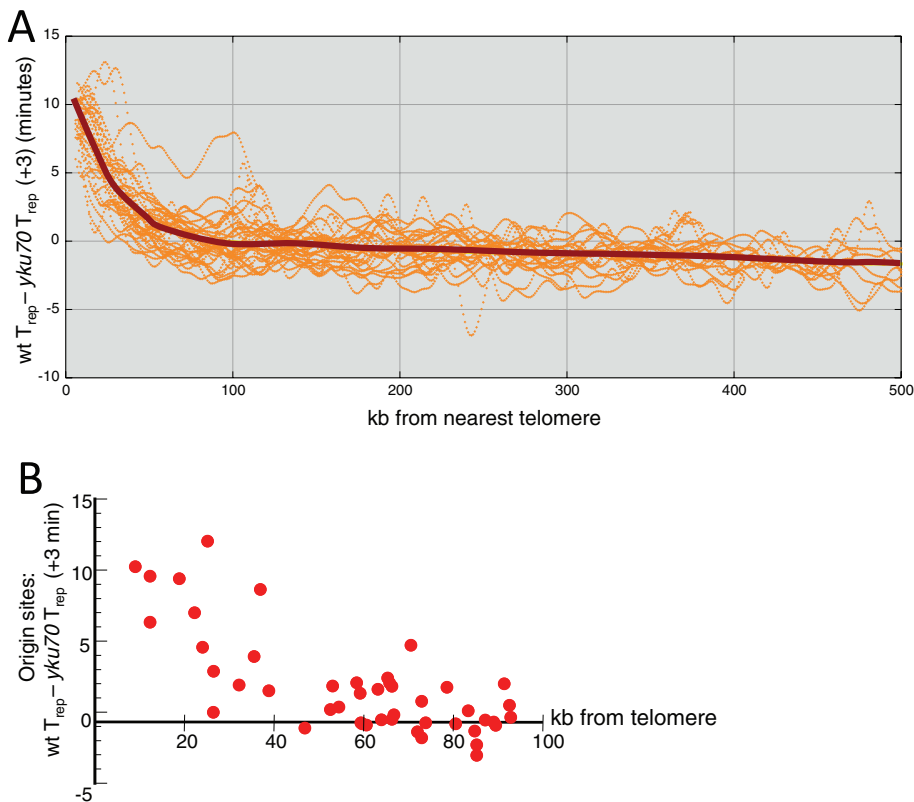 A
wt Trep – yku70 Trep (+3) (minutes)
15
10
5
0
-5
-10
0 100 200 300 400 500
kb from nearest telomere
B
Origin sites:
wt Trep – yku70 Trep (+3 min)
15
10
5
0
-5
20 40 60 80 100
kb from telomere